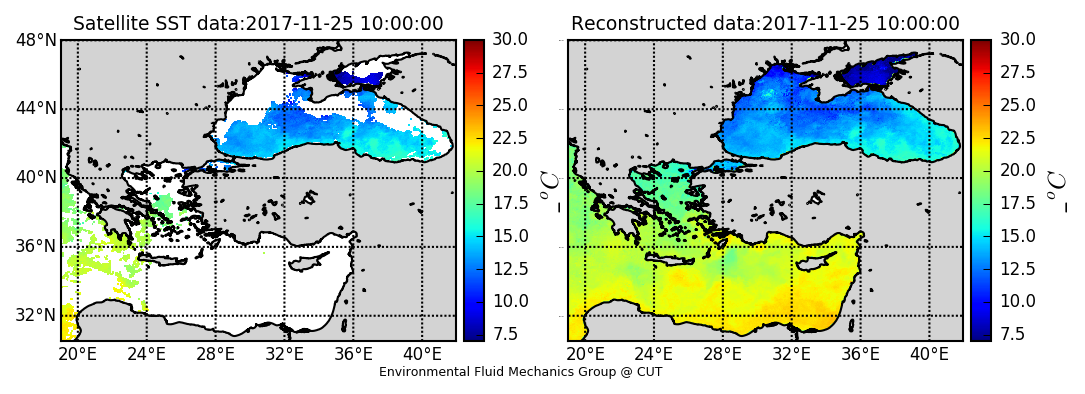 Satellite SST data:2017-11-25 10:00:00
48°N
44°N
40°N
36°N
32°N
20°E 24°E 28°E 32°E 36°E 40°E
30.0
27.5
25.0
22.5
20.0
17.5
15.0
12.5
10.0
7.5
_°C
Reconstructed data:2017-11-25 10:00:00
20°E 24°E 28°E 32°E 36°E 40°E
30.0
27.5
25.0
22.5
20.0
17.5
15.0
12.5
10.0
7.5
_°C
Environmental Fluid Mechanics Group @ CUT